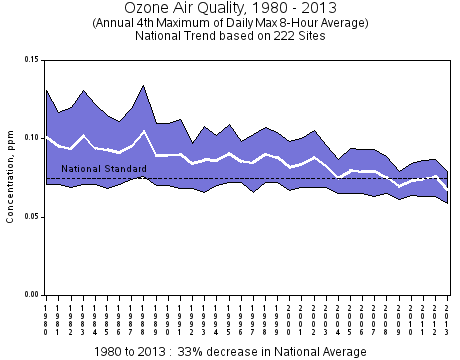 Ozone Air Quality, 1980 - 2013
(Annual 4th Maximum of Daily Max 8-Hour Average)
National Trend based on 222 Sites
Concentration, ppm
0.15
0.10
National Standard
0.05
0.00
1980 1981 1982 1983 1984 1985 1986 1987 1988 1989 1990 1991 1992 1993 1994 1995 1996 1997 1998 1999 2000 2001 2002 2003 2004 2005 2006 2007 2008 2009 2010 2011 2012 2013
1980 to 2013 : 33% decrease in National Average